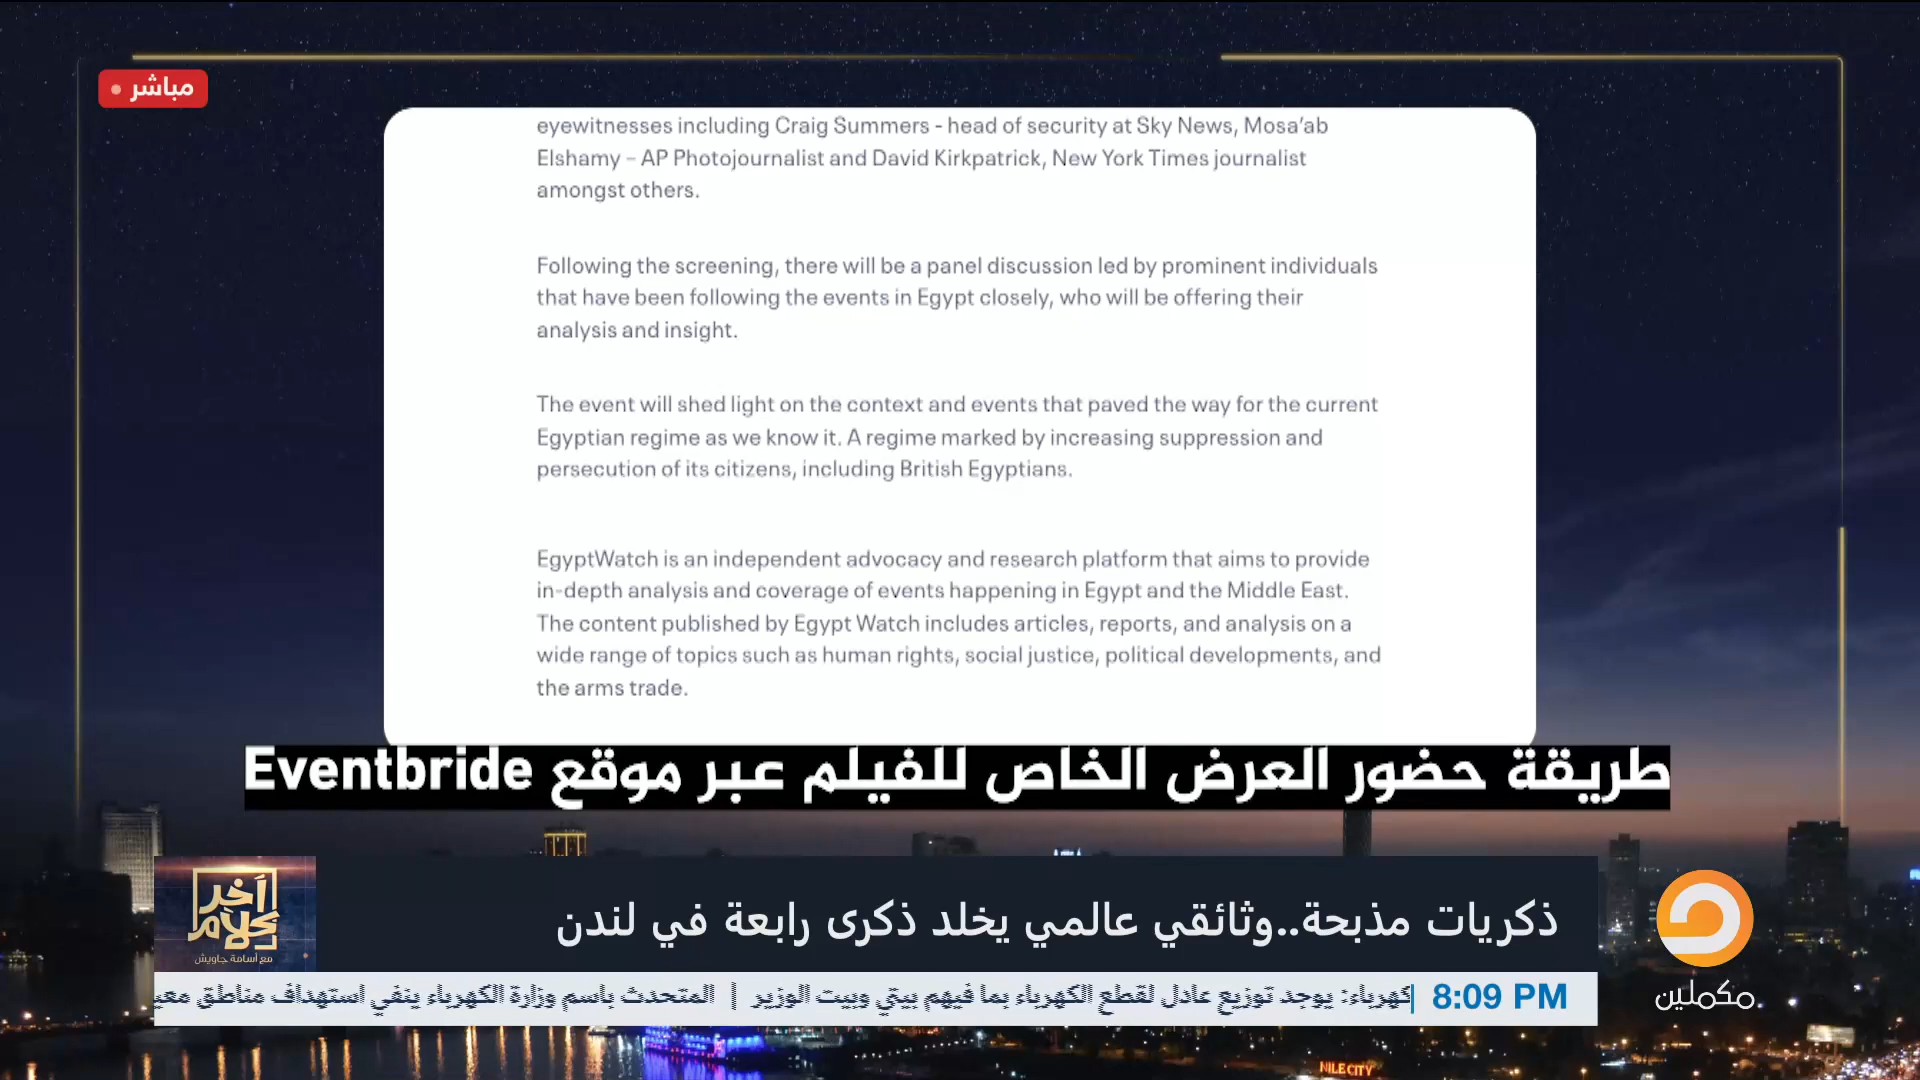 مباشر
eyewitnesses including Craig Summers - head of security at Sky News, Mosa'ab
Elshamy – AP Photojournalist and David Kirkpatrick, New York Times journalist
amongst others.
Following the screening, there will be a panel discussion led by prominent individuals
that have been following the events in Egypt closely, who will be offering their
analysis and insight.
The event will shed light on the context and events that paved the way for the current
Egyptian regime as we know it. A regime marked by increasing suppression and
persecution of its citizens, including British Egyptians.
EgyptWatch is an independent advocacy and research platform that aims to provide
in-depth analysis and coverage of events happening in Egypt and the Middle East.
The content published by Egypt Watch includes articles, reports, and analysis on a
wide range of topics such as human rights, social justice, political developments, and
the arms trade.
طريقة حضور العرض الخاص للفيلم عبر موقع Eventbride
ذكريات مذبحة..وثائقي عالمي يخلد ذكرى رابعة في لندن
آخر
كلام
مع أسامة جاويش
8:09 PM
كهرباء: يوجد توزيع عادل لقطع الكهرباء بما فيهم بيتي وبيت الوزير | المتحدث باسم وزارة الكهرباء ينفي استهداف مناطق
مكملين
NILE CITY